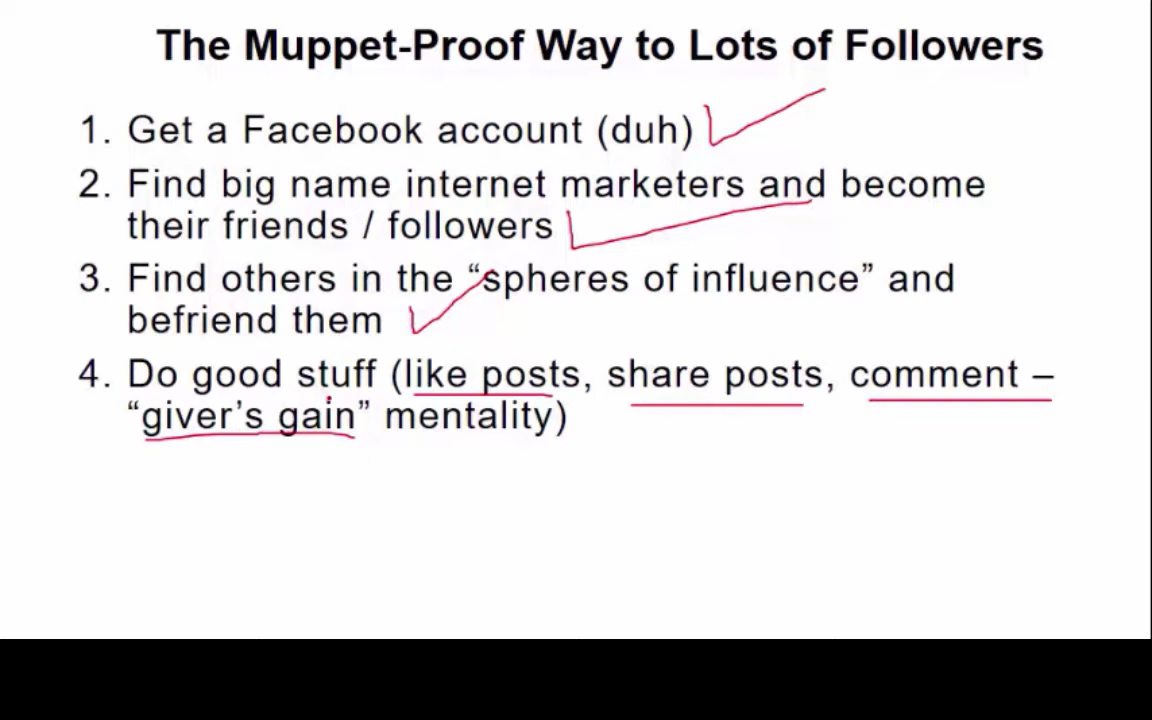 The Muppet-Proof Way to Lots of Followers
1. Get a Facebook account (duh)
2. Find big name internet marketers and become
their friends / followers
3. Find others in the “spheres of influence” and
befriend them
4. Do good stuff (like posts, share posts, comment –
“giver’s gain” mentality)